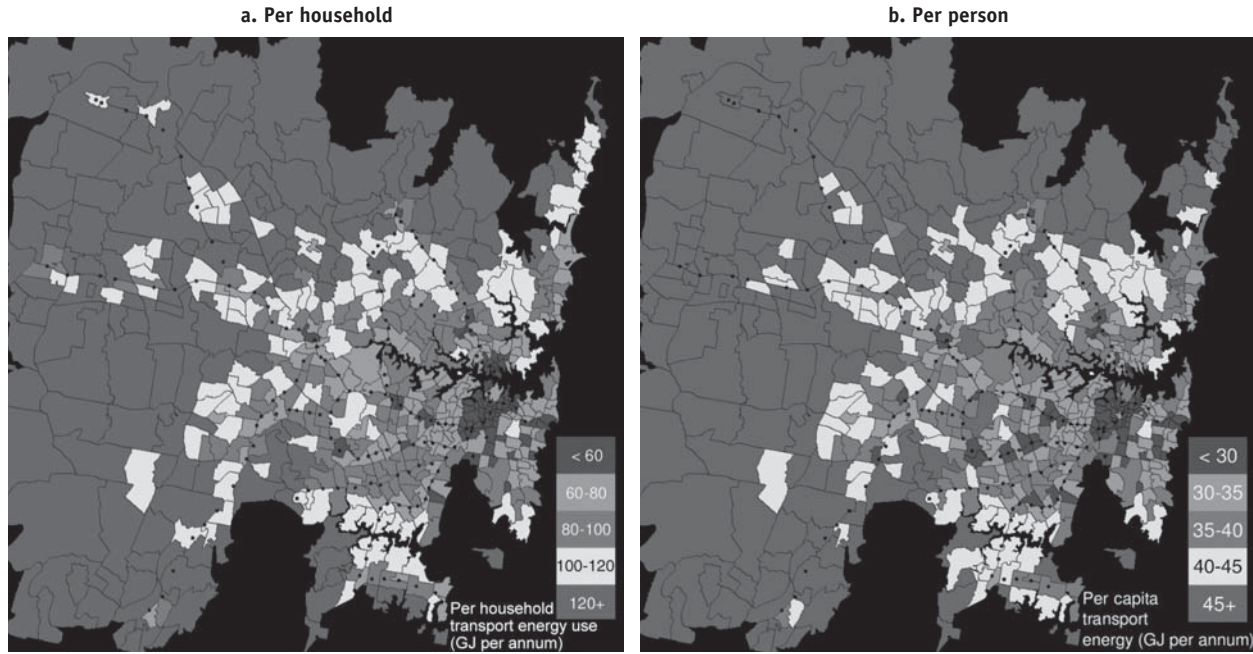 a. Per household
b. Per person
< 60
60-80
80-100
100-120
120+
Per household
transport energy use
(GJ per annum)
< 30
30-35
35-40
40-45
45+
Per capita
transport
energy (GJ per annum)